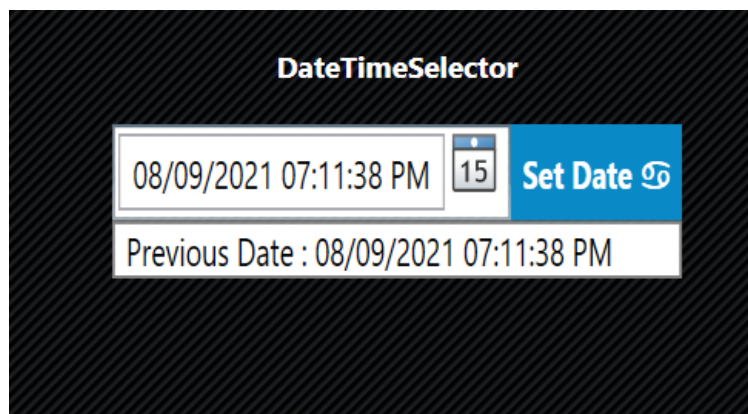 DateTimeSelector
08/09/2021 07:11:38 PM 15 Set Date ♋
Previous Date : 08/09/2021 07:11:38 PM